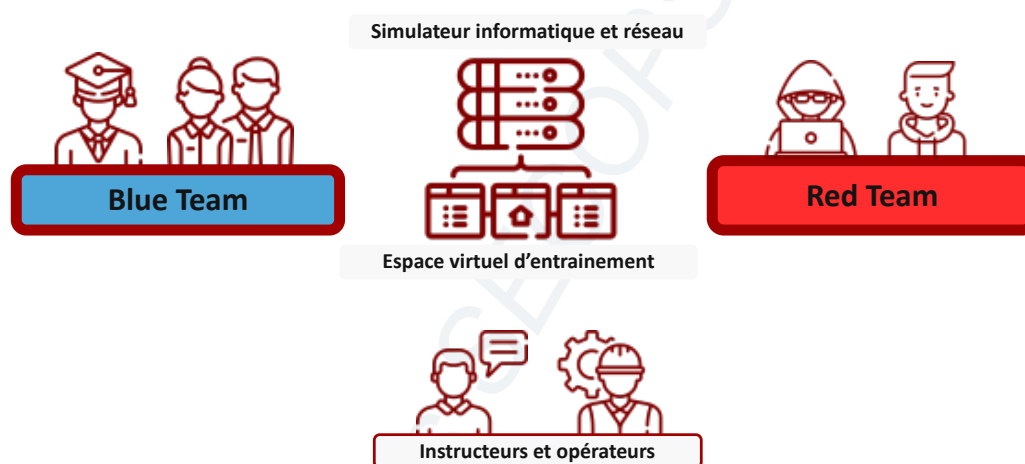 Simulateur informatique et réseau
Blue Team
Red Team
Espace virtuel d’entrainement
Instructeurs et opérateurs